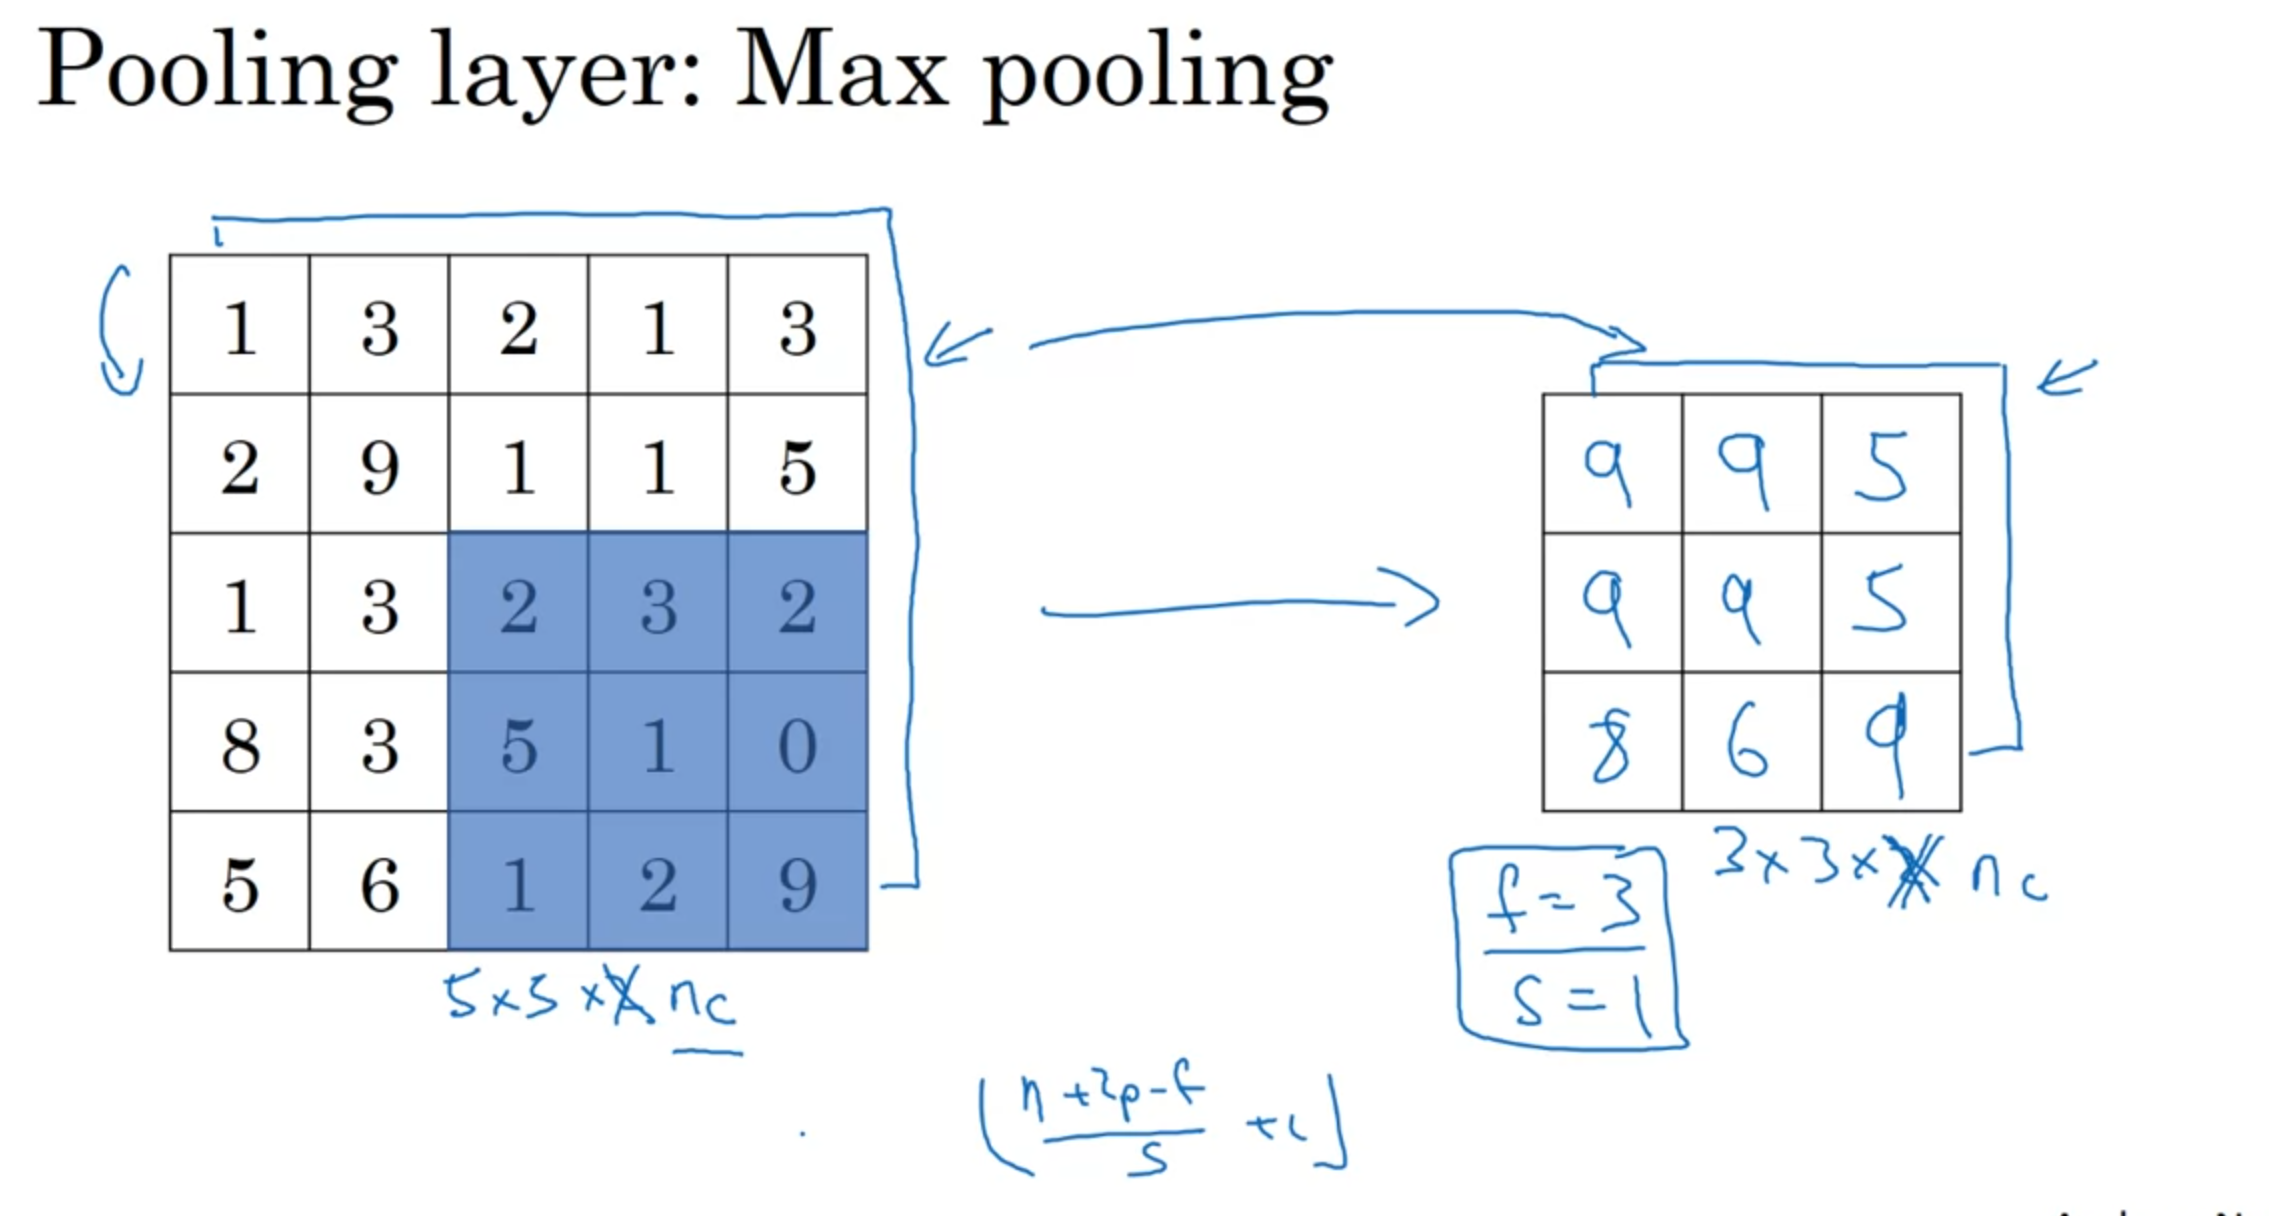 Pooling layer: Max pooling
1 3 2 1 3
2 9 1 1 5
1 3 2 3 2
8 3 5 1 0
5 6 1 2 9
5×5× nc
9 9 5
9 9 5
8 6 9
3×3× nc
f=3
s=1
⌊(n+2p-f)/s +1⌋